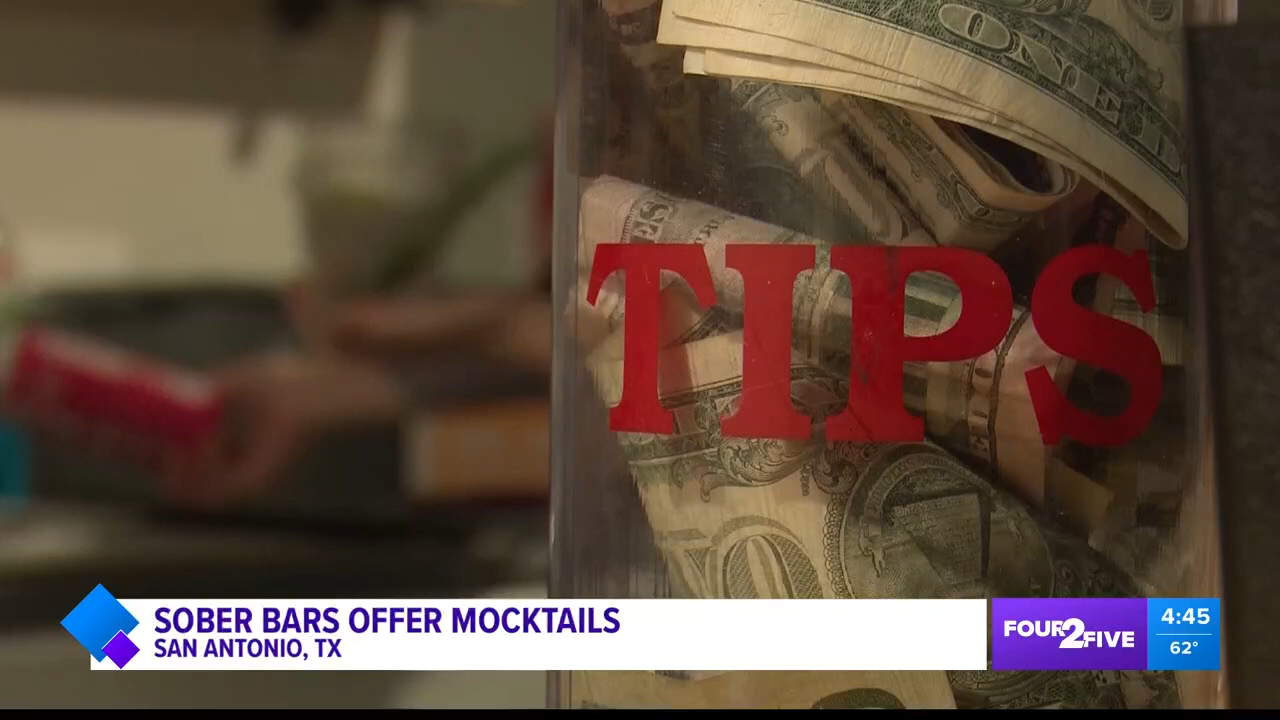 ONE
TIPS
SOBER BARS OFFER MOCKTAILS
SAN ANTONIO, TX
FOUR2FIVE
4:45
62°